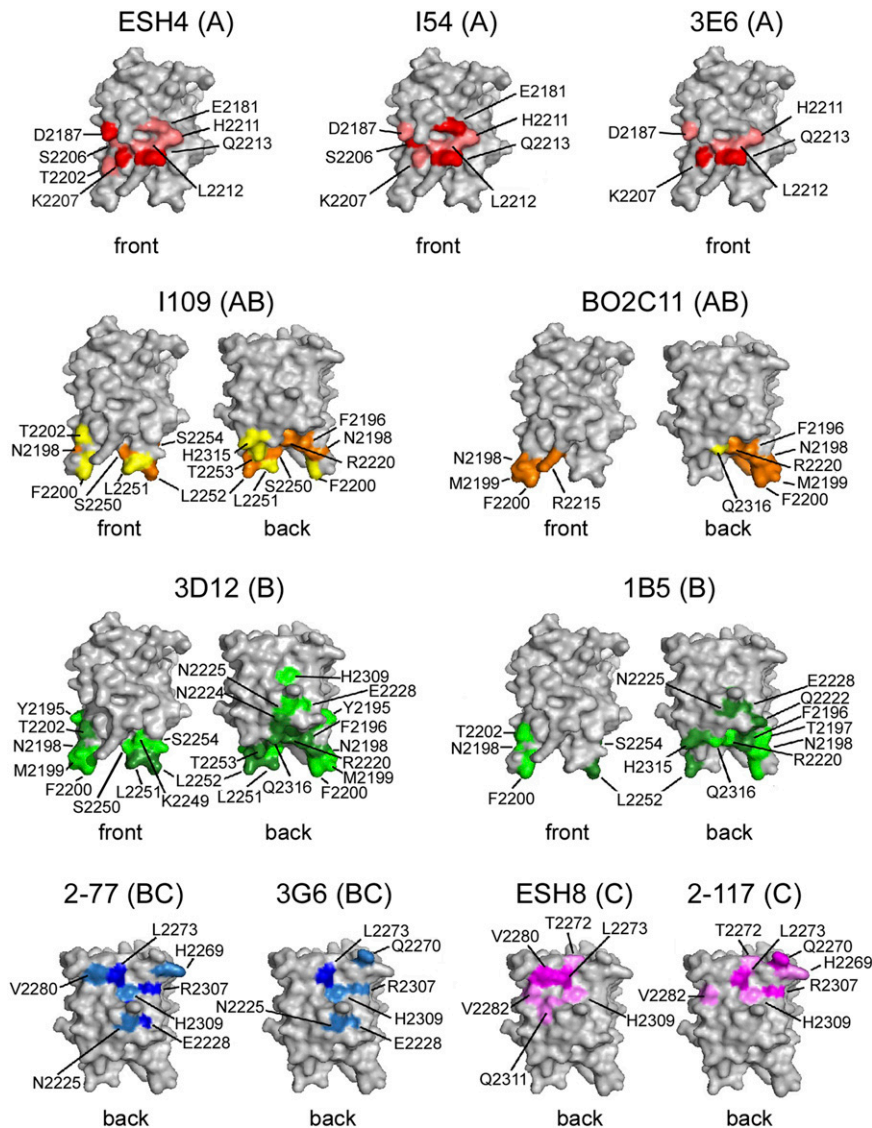 ESH4 (A)
I54 (A)
3E6 (A)
E2181
H2211
Q2213
L2212
D2187
S2206
T2202
K2207
front
E2181
H2211
Q2213
L2212
D2187
S2206
K2207
front
H2211
Q2213
L2212
D2187
K2207
front
I109 (AB)
BO2C11 (AB)
T2202
N2198
F2200
S2250
L2251
L2252
S2254
front
H2315
T2253
L2251
S2250
F2196
N2198
R2220
F2200
back
N2198
M2199
F2200
R2215
front
F2196
N2198
R2220
M2199
F2200
Q2316
back
3D12 (B)
1B5 (B)
Y2195
T2202
N2198
M2199
F2200
S2250
L2251
K2249
L2252
S2254
front
N2225
N2224
H2309
E2228
Y2195
F2196
N2198
R2220
M2199
F2200
T2253
L2251
Q2316
back
T2202
N2198
F2200
S2254
L2252
front
N2225
E2228
Q2222
F2196
T2197
N2198
R2220
H2315
Q2316
back
2-77 (BC)
3G6 (BC)
ESH8 (C)
2-117 (C)
L2273
H2269
V2280
R2307
H2309
E2228
N2225
back
L2273
Q2270
R2307
H2309
N2225
E2228
back
T2272
V2280
L2273
V2282
H2309
Q2311
back
L2273
T2272
Q2270
H2269
R2307
V2282
H2309
back